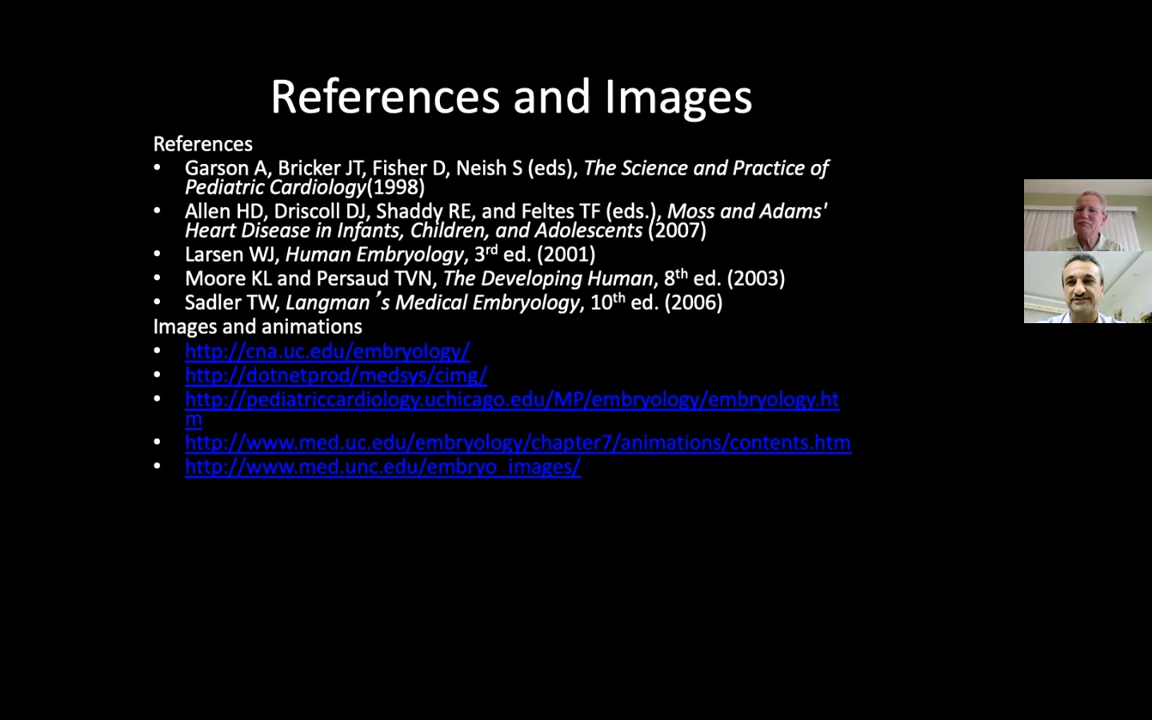 References and Images
References
• Garson A, Bricker JT, Fisher D, Neish S (eds), The Science and Practice of
Pediatric Cardiology(1998)
• Allen HD, Driscoll DJ, Shaddy RE, and Feltes TF (eds.), Moss and Adams'
Heart Disease in Infants, Children, and Adolescents (2007)
• Larsen WJ, Human Embryology, 3rd ed. (2001)
• Moore KL and Persaud TVN, The Developing Human, 8th ed. (2003)
• Sadler TW, Langman’s Medical Embryology, 10th ed. (2006)
Images and animations
• http://cna.uc.edu/embryology/
• http://dotnetprod/medsys/cimg/
• http://pediatriccardiology.uchicago.edu/MP/embryology/embryology.ht
m
• http://www.med.uc.edu/embryology/chapter7/animations/contents.htm
• http://www.med.unc.edu/embryo_images/